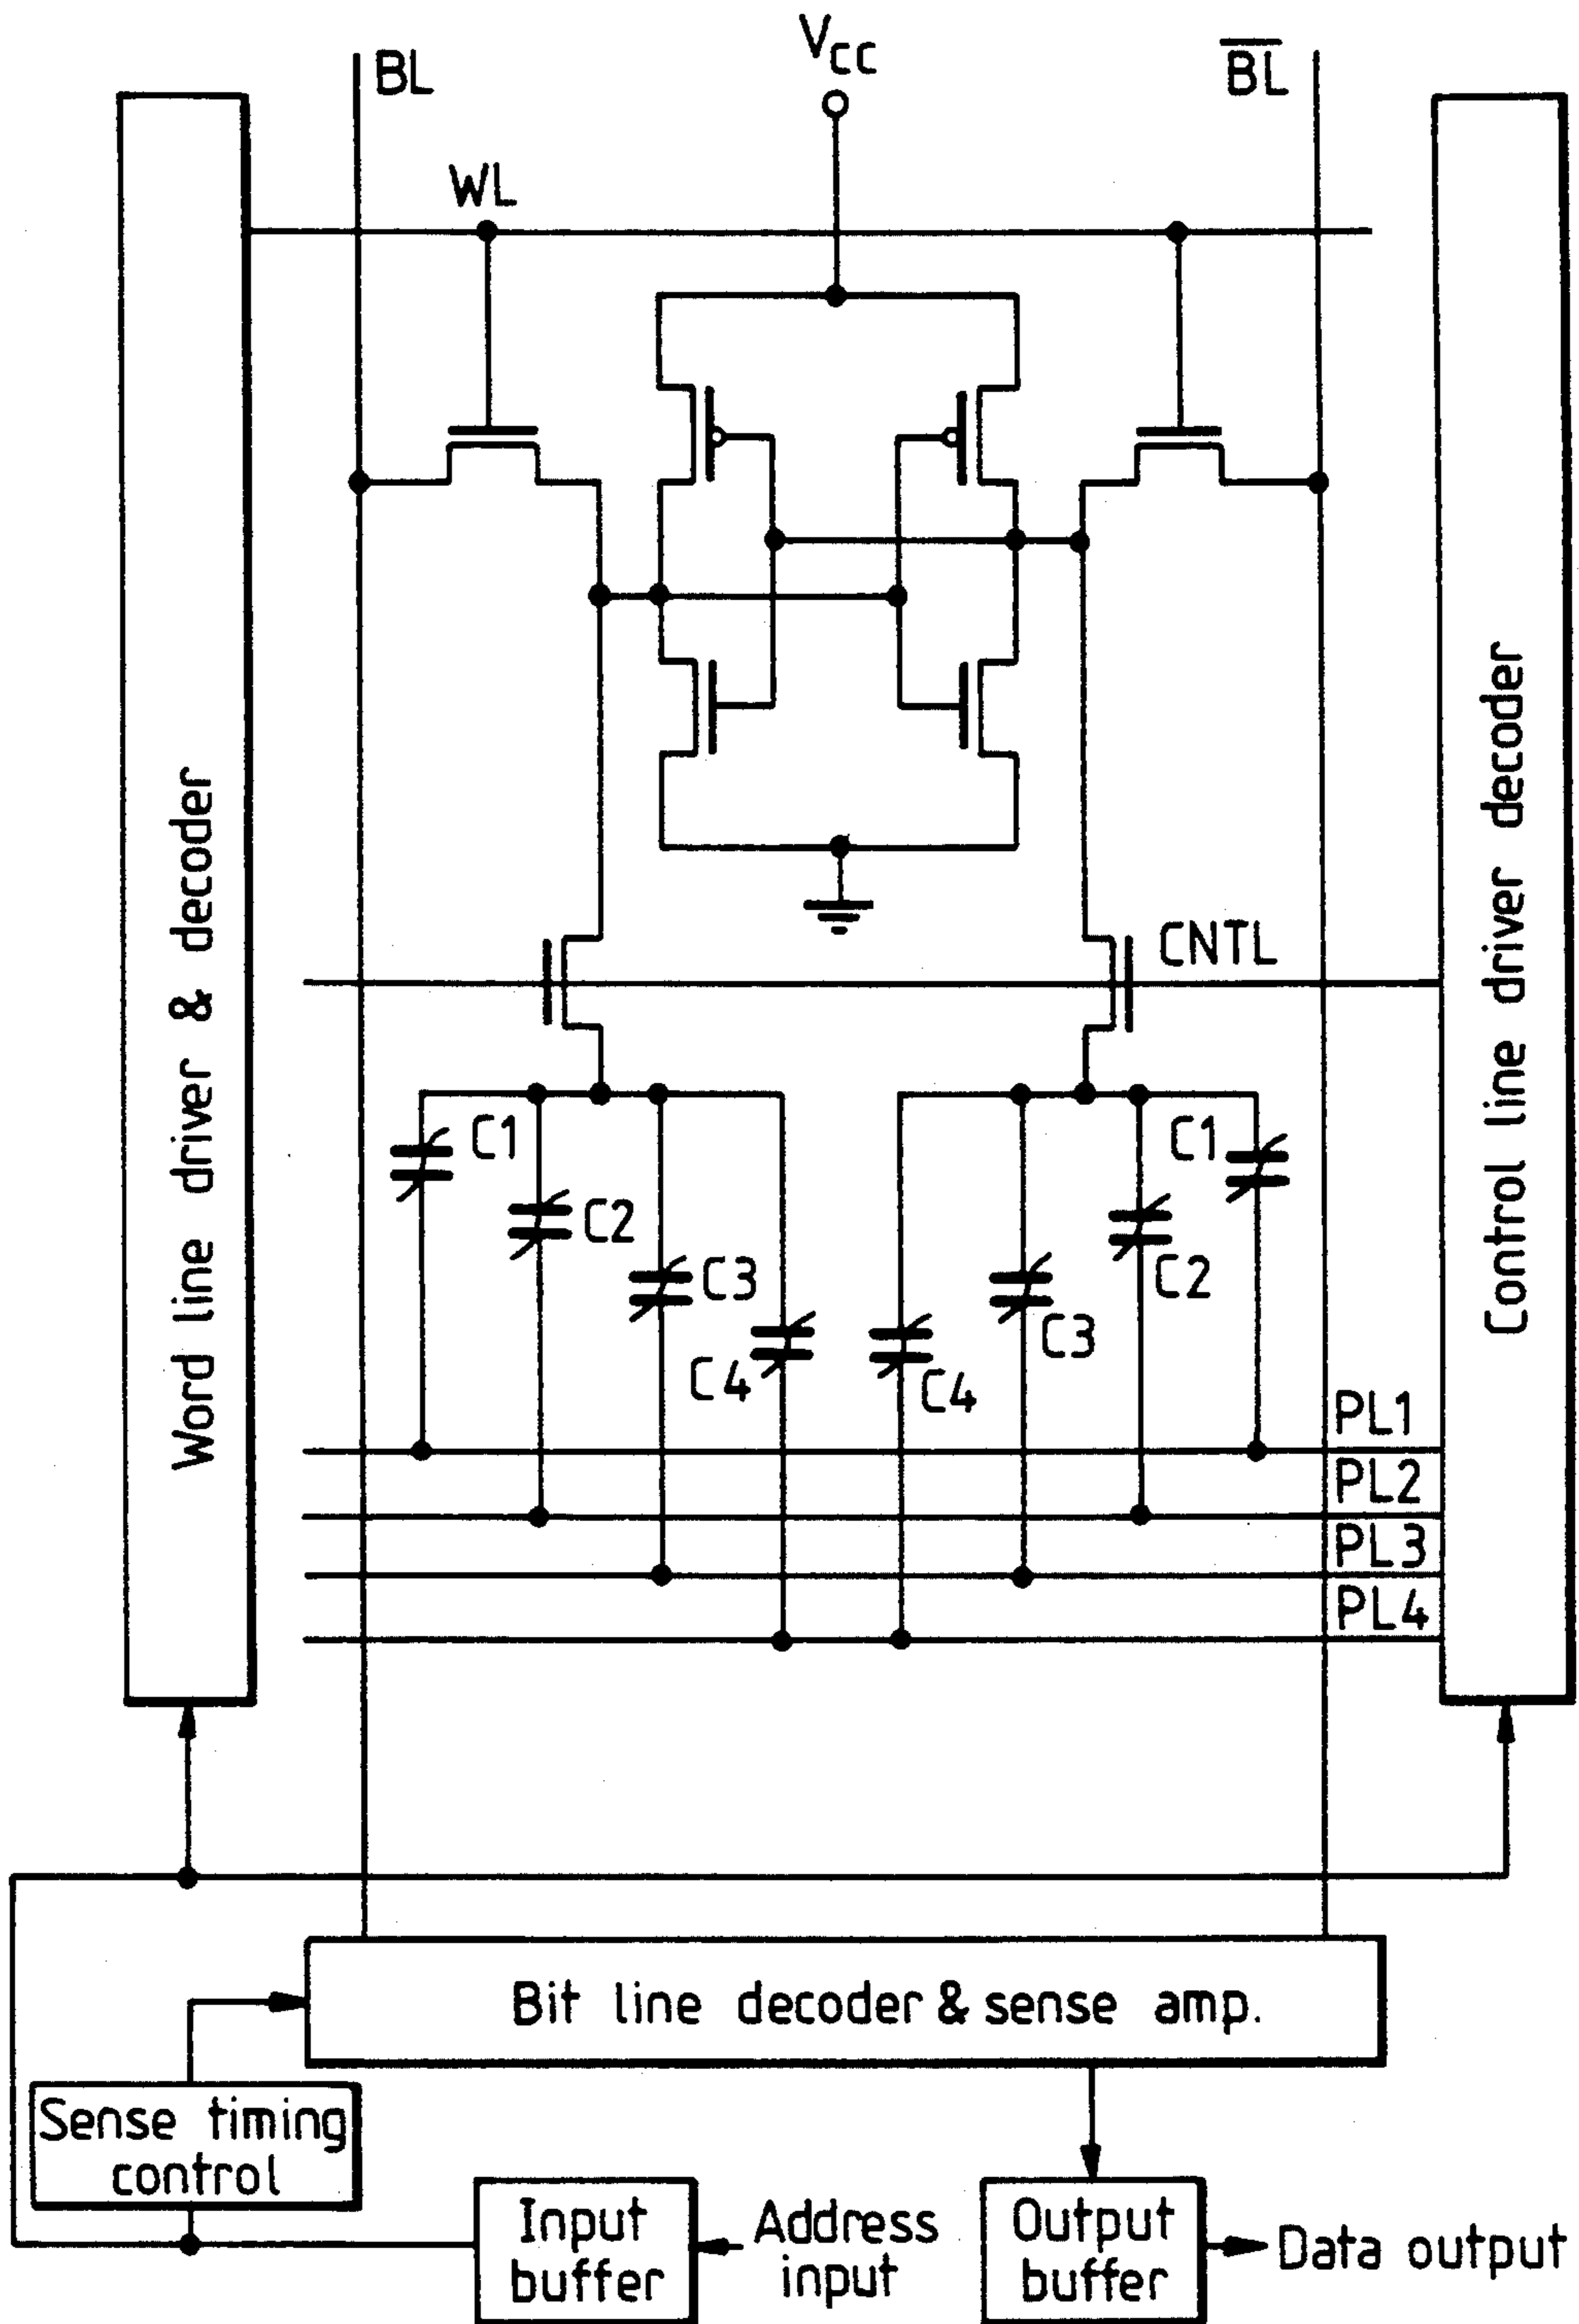 V_CC
BL
B̅L̅
WL
Word line driver & decoder
Control line driver decoder
CNTL
C1
C1
C2
C2
C3
C3
C4
C4
PL1
PL2
PL3
PL4
Bit line decoder & sense amp.
Sense timing
control
Input
buffer
Address
input
Output
buffer
Data output